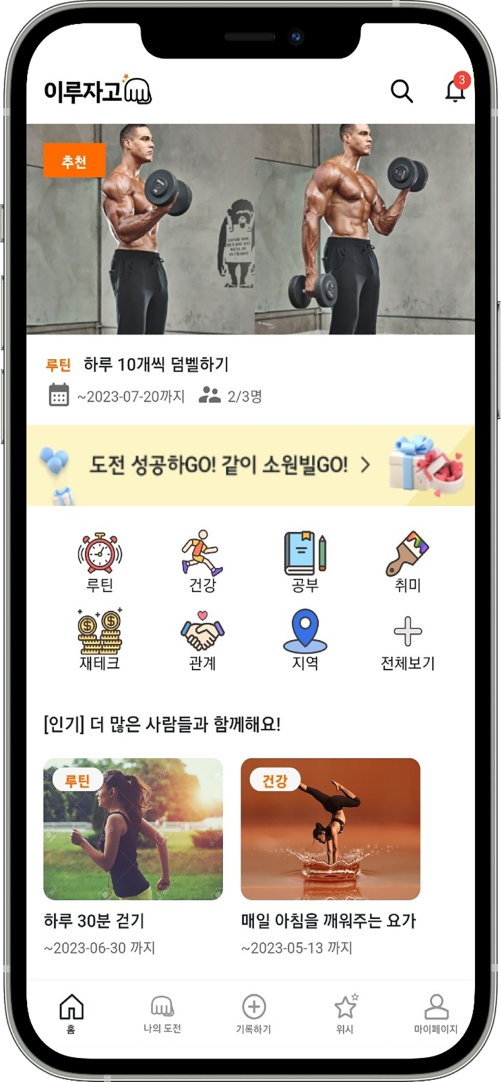 이루자고
3
추천
루틴 하루 10개씩 덤벨하기
~2023-07-20까지 2/3명
도전 성공하GO! 같이 소원빌GO! >
루틴 건강 공부 취미
재테크 관계 지역 전체보기
[인기] 더 많은 사람들과 함께해요!
루틴 건강
하루 30분 걷기 매일 아침을 깨워주는 요가
~2023-06-30 까지 ~2023-05-13 까지
홈 나의 도전 기록하기 위시 마이페이지